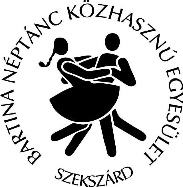 BARTINA NÉPTÁNC KÖZHASZNÚ EGYESÜLET
SZEKSZÁRD